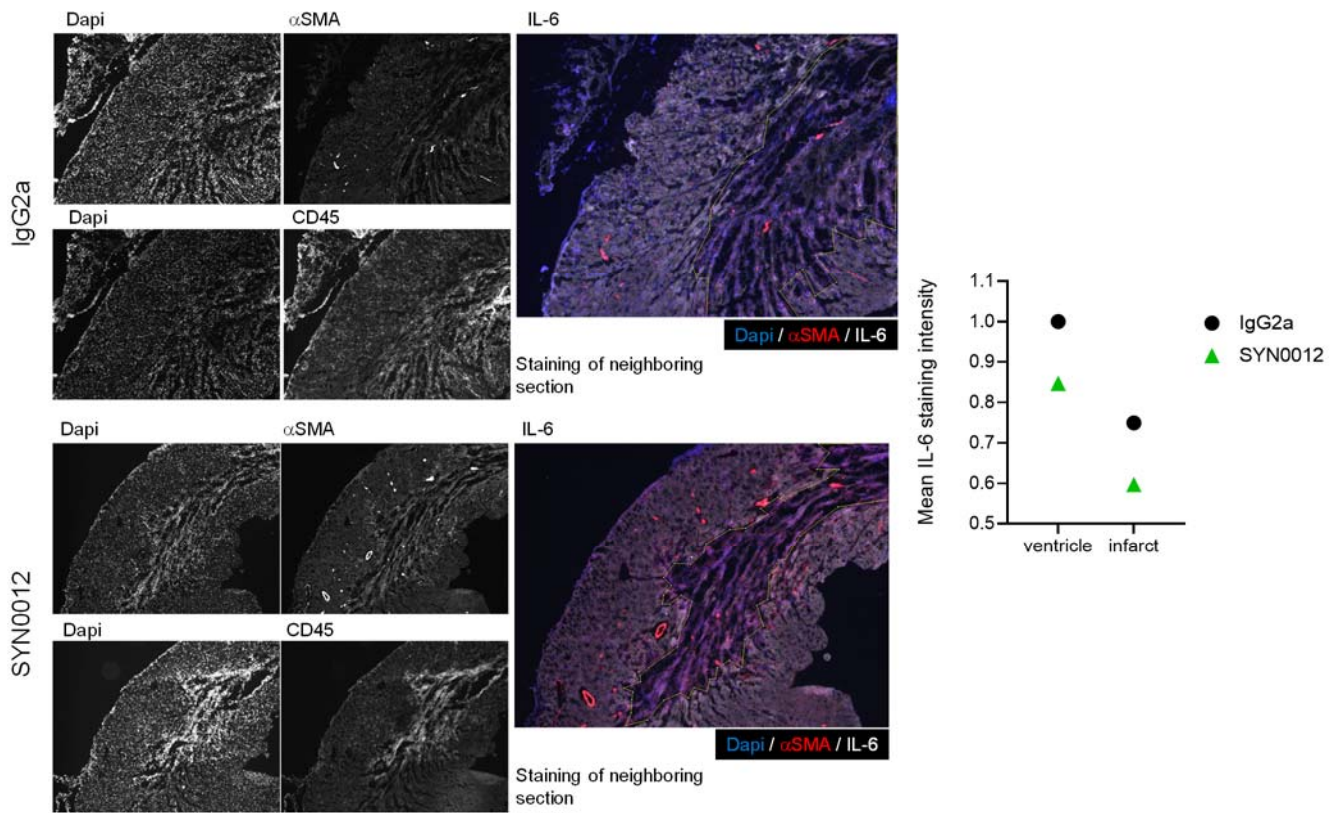 IgG2a
Dapi
αSMA
IL-6
Dapi
CD45
Dapi / αSMA / IL-6
Staining of neighboring
section
SYN0012
Dapi
αSMA
IL-6
Dapi
CD45
Dapi / αSMA / IL-6
Staining of neighboring
section
Mean IL-6 staining intensity
1.1
1.0
0.9
0.8
0.7
0.6
0.5
ventricle infarct
IgG2a
SYN0012